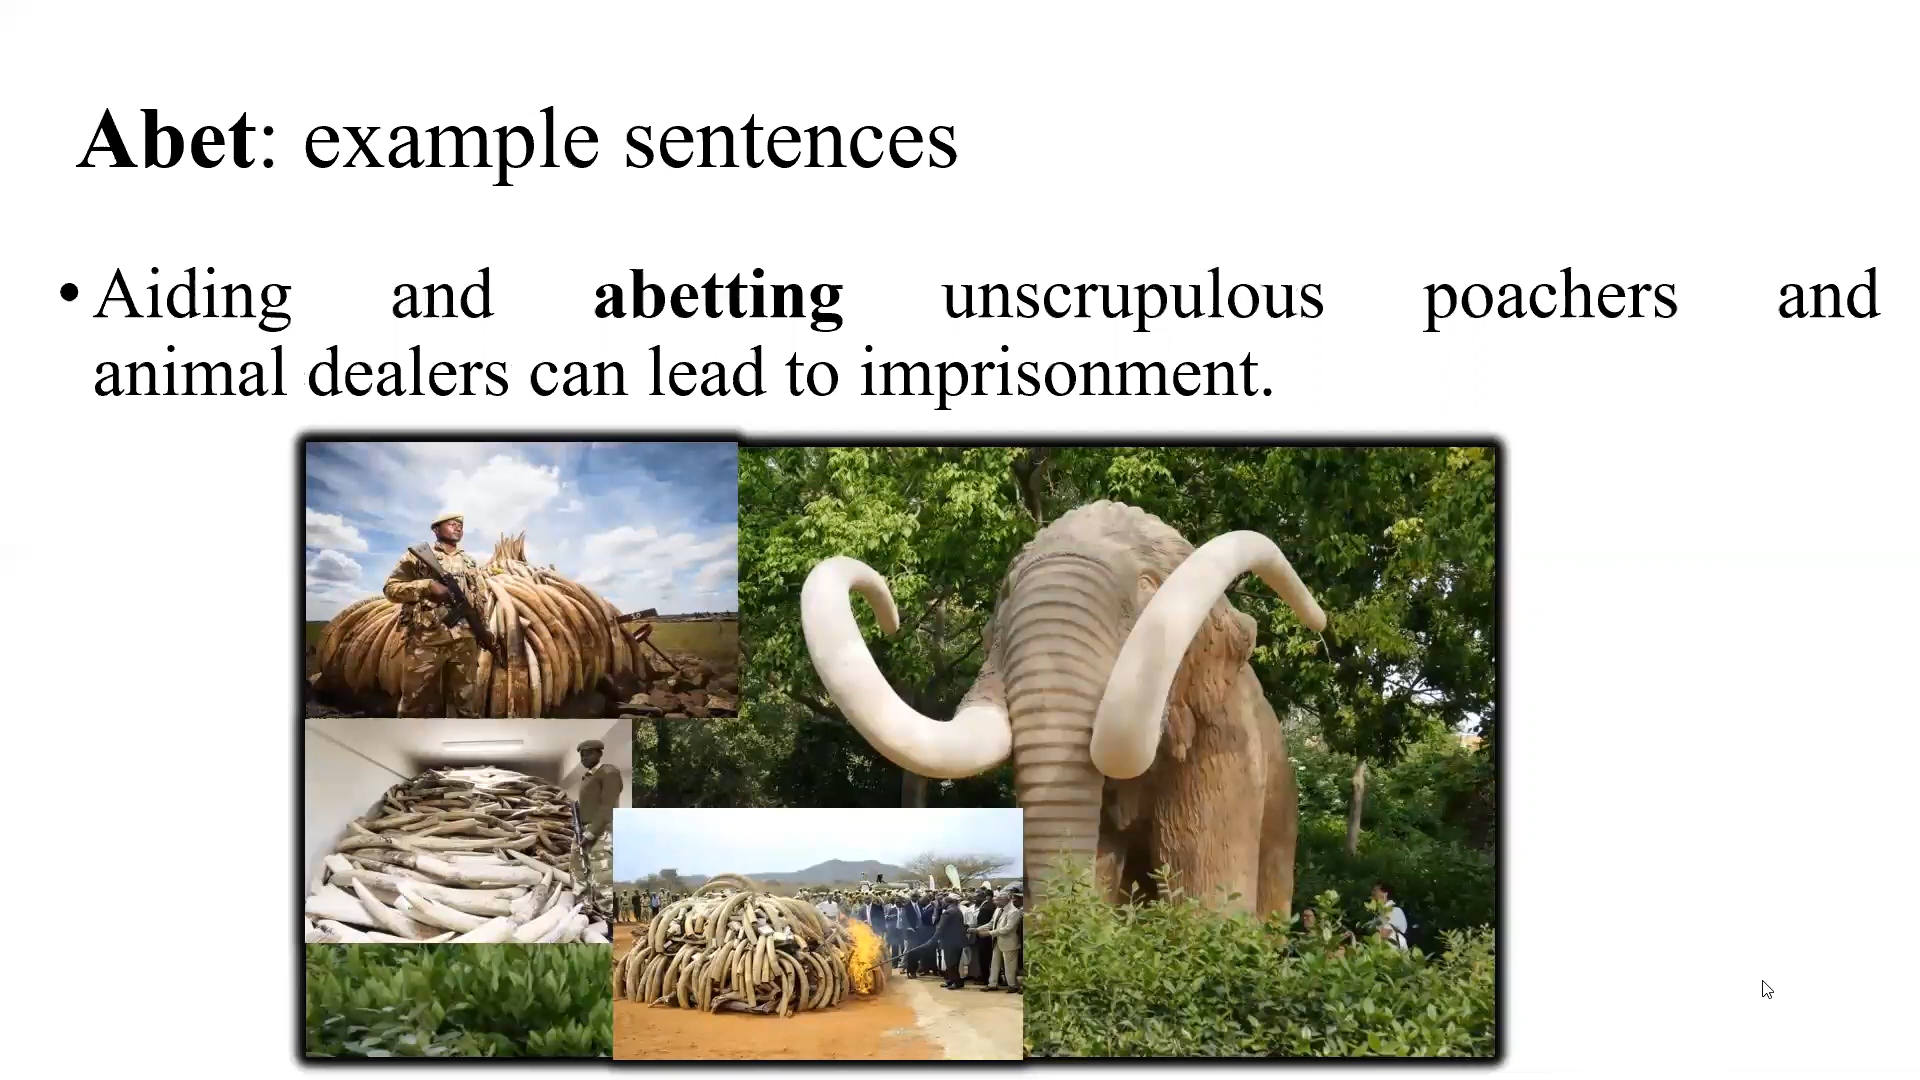 Abet: example sentences
• Aiding and abetting unscrupulous poachers and
animal dealers can lead to imprisonment.